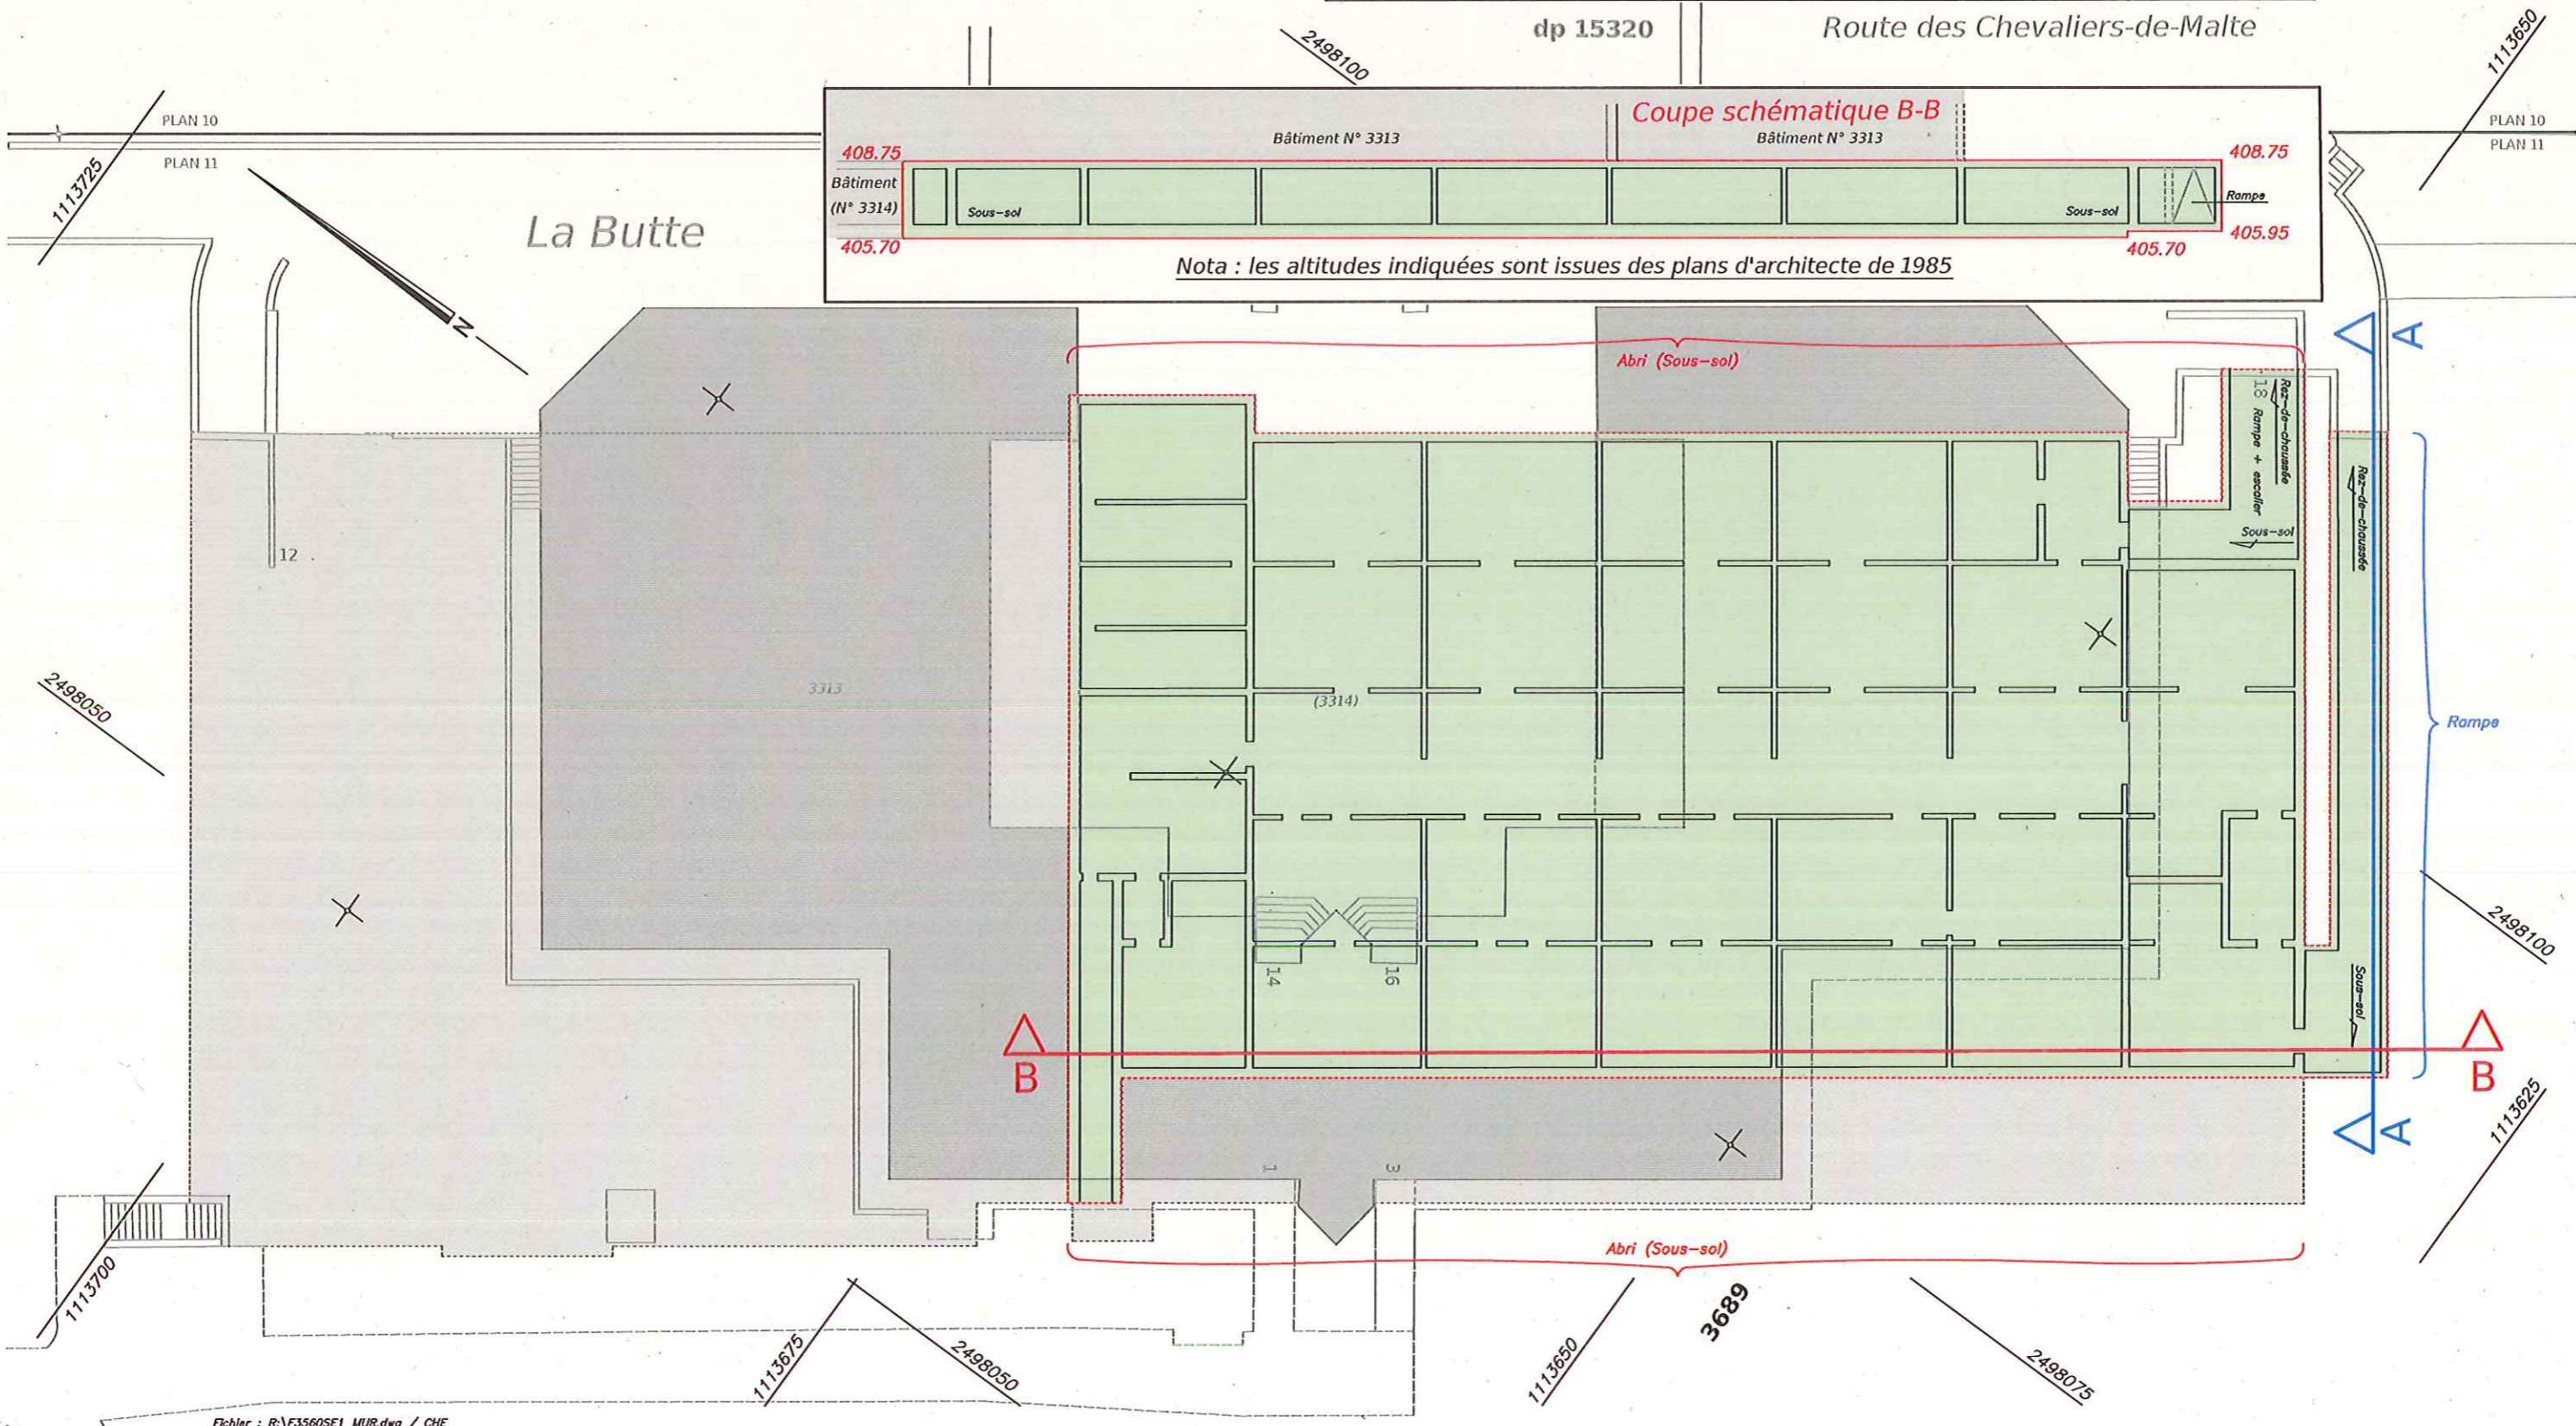 dp 15320
Route des Chevaliers-de-Malte
2498100
1113650
PLAN 10
PLAN 11
1113725
PLAN 10
PLAN 11
Coupe schématique B-B
Bâtiment N° 3313
Bâtiment N° 3313
408.75
408.75
Bâtiment
(N° 3314)
Sous-sol
Sous-sol
Rampe
405.70
405.70
405.95
Nota : les altitudes indiquées sont issues des plans d'architecte de 1985
La Butte
N
A
Abri (Sous-sol)
18 Rampe + escalier
Rez-de-chaussée
Sous-sol
Rez-de-chaussée
12
2498050
3313
(3314)
Rampe
2498100
14
16
Sous-sol
B
B
A
1
3
1113625
1113700
Abri (Sous-sol)
1113675
2498050
1113650
3689
2498075
Fichier : R:\F3560SE1_MUR.dwg / CHE